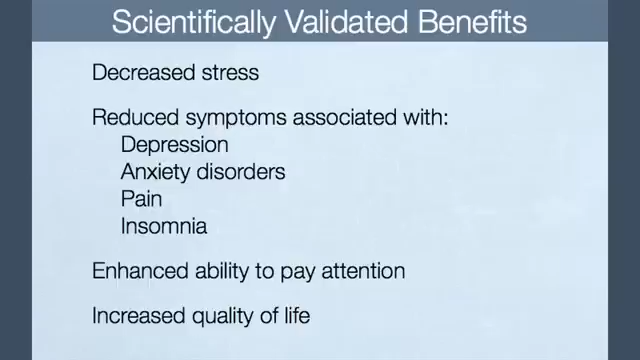 Scientifically Validated Benefits
Decreased stress
Reduced symptoms associated with:
Depression
Anxiety disorders
Pain
Insomnia
Enhanced ability to pay attention
Increased quality of life